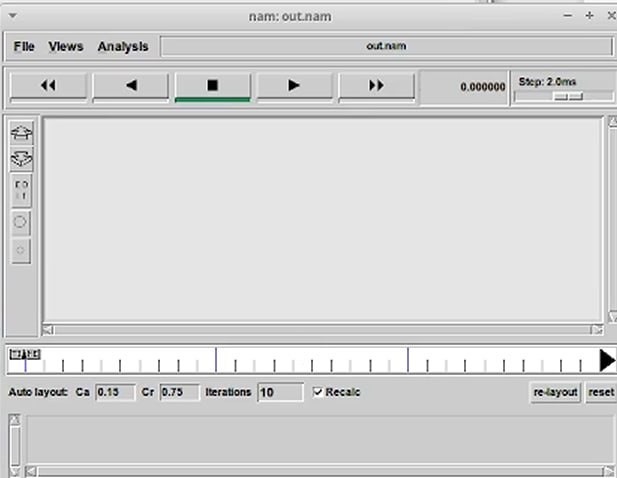 nam: out.nam
File Views Analysis out.nam
0.000000 Step: 2.0ms
TIME
Auto layout: Ca 0.15 Cr 0.75 Iterations 10 Recalc re-layout reset